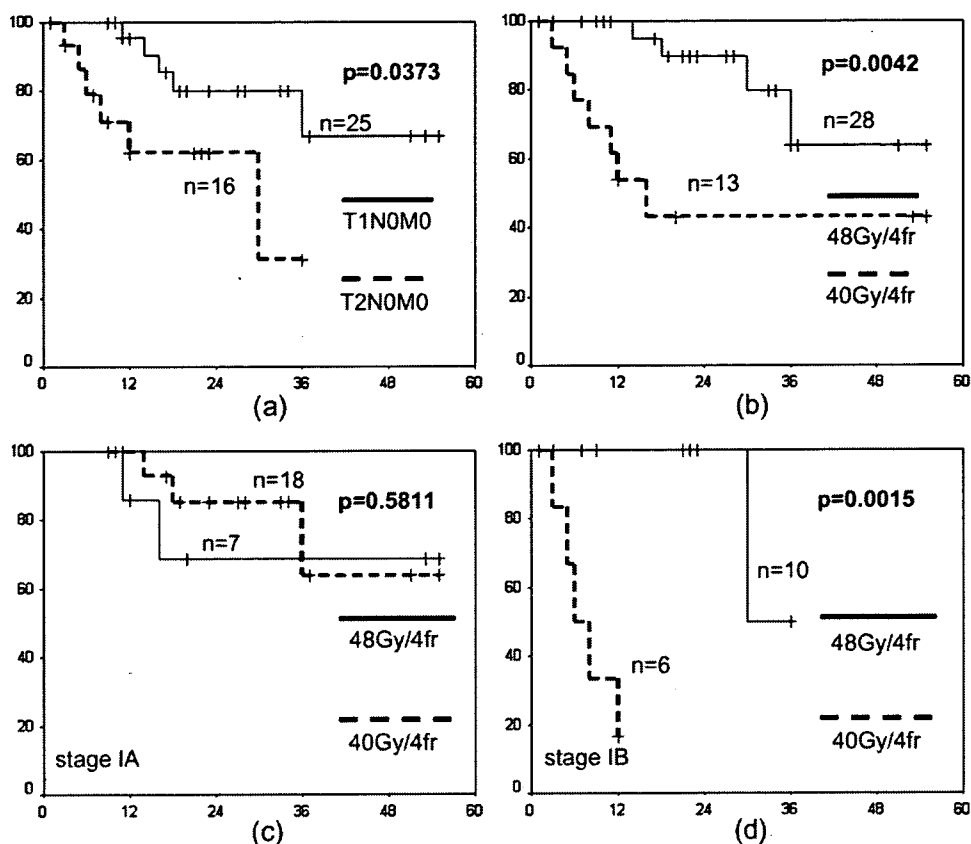 100
80
60
40
20
0
0 12 24 36 48 60
p=0.0373
n=25
n=16
T1N0M0
T2N0M0
(a)
100
80
60
40
20
0
0 12 24 36 48 60
p=0.0042
n=28
n=13
48Gy/4fr
40Gy/4fr
(b)
100
80
60
40
20
0
0 12 24 36 48 60
n=18
p=0.5811
n=7
48Gy/4fr
40Gy/4fr
stage IA
(c)
100
80
60
40
20
0
0 12 24 36 48 60
p=0.0015
n=10
n=6
48Gy/4fr
40Gy/4fr
stage IB
(d)